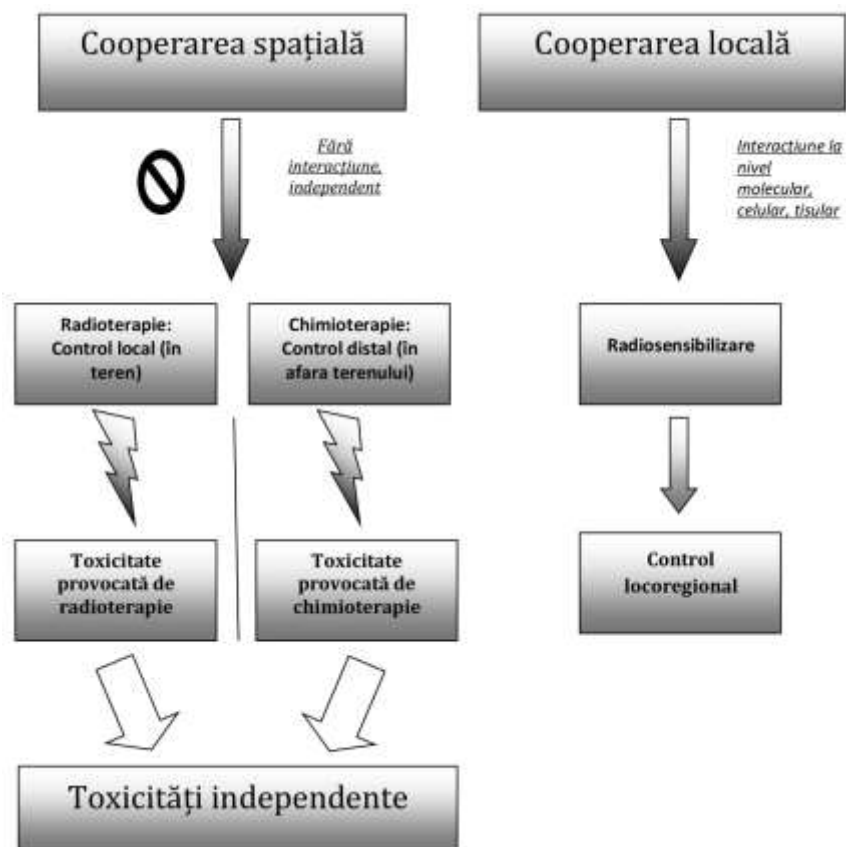 Cooperarea spațială
Cooperarea locală
Fără
interacțiune,
independent
Interactiune la
nivel
molecular,
celular, tisular
Radioterapie:
Control local (în
teren)
Chimioterapie:
Control distal (în
afara terenului)
Radiosensibilizare
Toxicitate
provocată de
radioterapie
Toxicitate
provocată de
chimioterapie
Control
locoregional
Toxicități independente